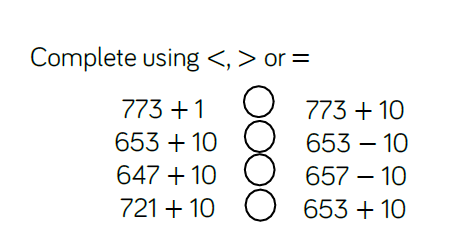 Complete using <, > or =
773 + 1 ◯ 773 + 10
653 + 10 ◯ 653 – 10
647 + 10 ◯ 657 – 10
721 + 10 ◯ 653 + 10